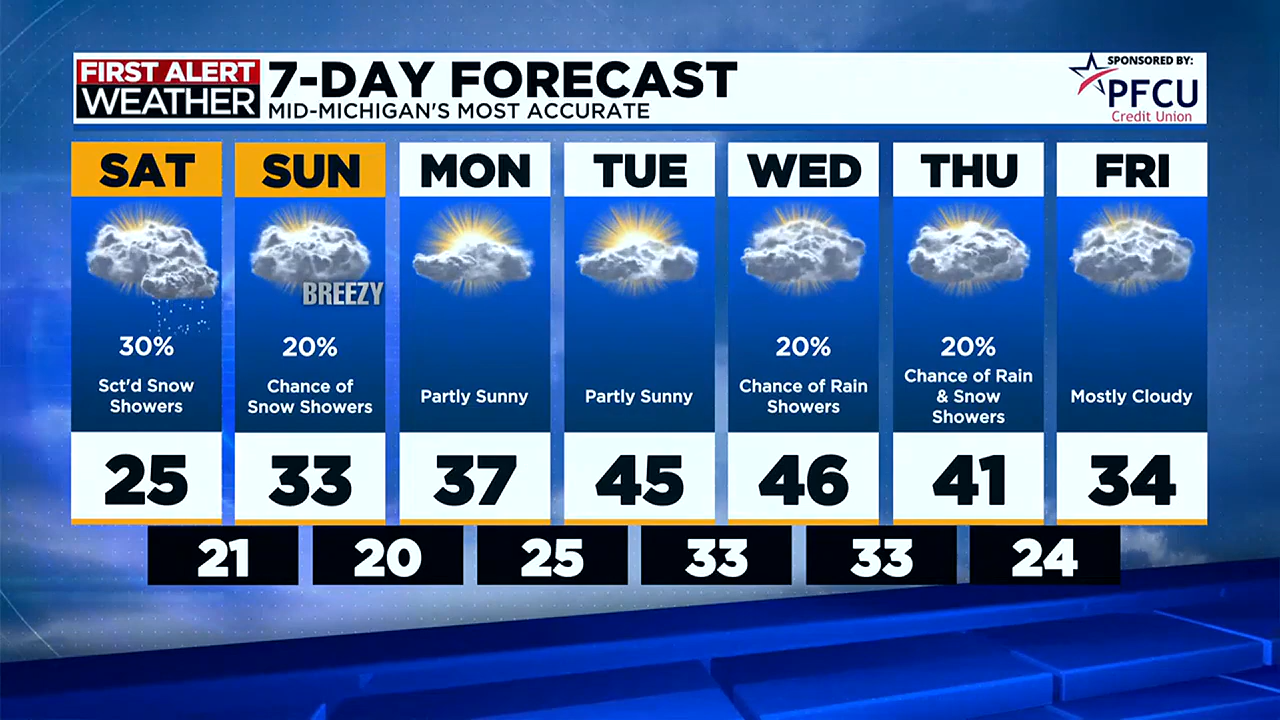 FIRST ALERT
WEATHER
7-DAY FORECAST
MID-MICHIGAN'S MOST ACCURATE
SPONSORED BY:
PFCU
Credit Union
SAT
30%
Sct'd Snow
Showers
25
SUN
BREEZY
20%
Chance of
Snow Showers
33
MON
Partly Sunny
37
TUE
Partly Sunny
45
WED
20%
Chance of Rain
Showers
46
THU
20%
Chance of Rain
& Snow
Showers
41
FRI
Mostly Cloudy
34
21
20
25
33
33
24